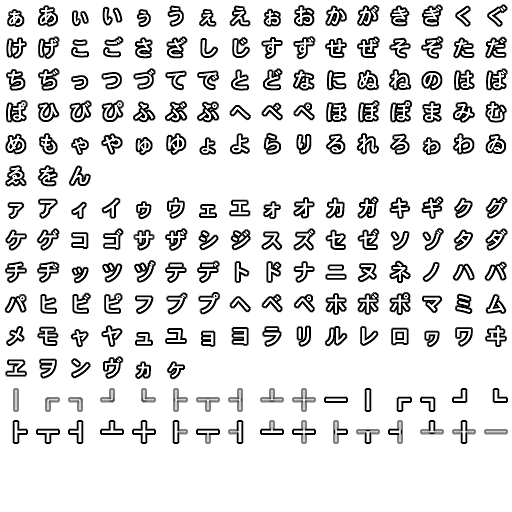 ぁあぃいぅうぇえぉおかがきぎくぐ
けげこごさざしじすずせぜそぞただ
ちぢっつづてでとどなにぬねのはば
ぱひびぴふぶぷへべぺほぼぽまみむ
めもゃやゅゆょよらりるれろゎわゐ
ゑをん
ァアィイゥウェエォオカガキギクグ
ケゲコゴサザシジスズセゼソゾタダ
チヂッツヅテデトドナニヌネノハバ
パヒビピフブプヘベペホボポマミム
メモャヤュユョヨラリルレロヮワヰ
ヱヲンヴヵヶ
│┌┐┘└├┬┤┴┼━┃┏┓┛┗
┣┳┫┻╋┠┯┨┷┿┝┰┥┸╂─